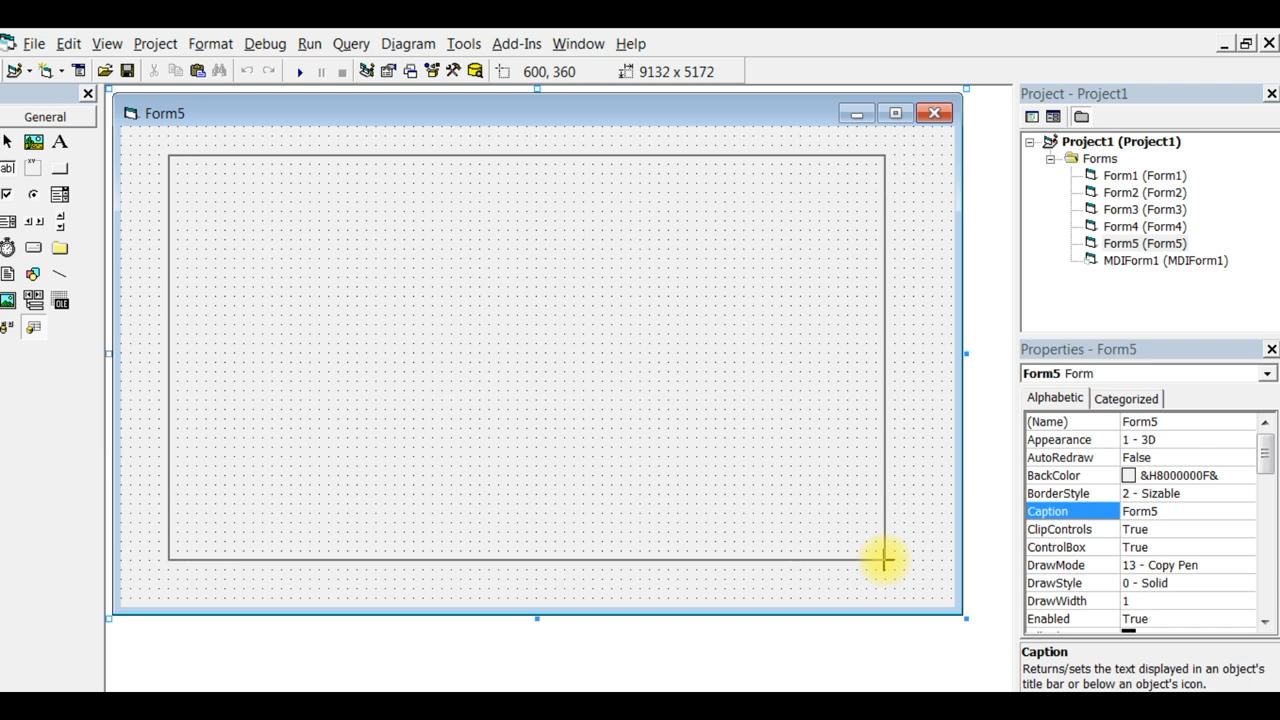 File Edit View Project Format Debug Run Query Diagram Tools Add-Ins Window Help
600, 360 9132 x 5172
General
A
ab|
XY
OLE
Form5
Project - Project1
Project1 (Project1)
Forms
Form1 (Form1)
Form2 (Form2)
Form3 (Form3)
Form4 (Form4)
Form5 (Form5)
MDIForm1 (MDIForm1)
Properties - Form5
Form5 Form
Alphabetic Categorized
(Name) Form5
Appearance 1 - 3D
AutoRedraw False
BackColor &H8000000F&
BorderStyle 2 - Sizable
Caption Form5
ClipControls True
ControlBox True
DrawMode 13 - Copy Pen
DrawStyle 0 - Solid
DrawWidth 1
Enabled True
Caption
Returns/sets the text displayed in an object's
title bar or below an object's icon.